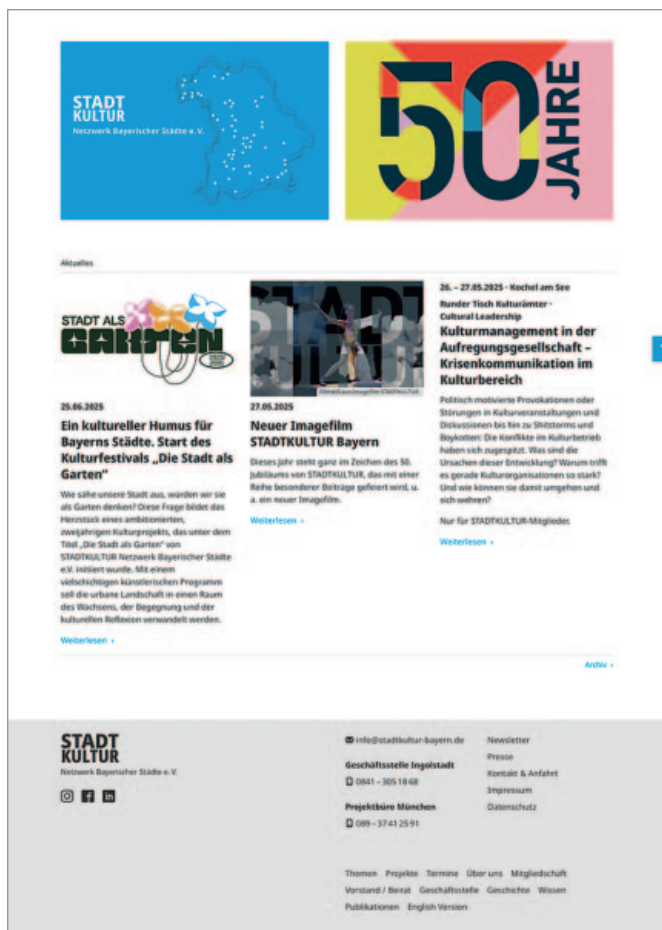 STADT
KULTUR
Netzwerk Bayerischer Städte e. V.
50
JAHRE
Aktuelles
STADT ALS
GARTEN
25.06.2025
Ein kultureller Humus für
Bayerns Städte. Start des
Kulturfestivals „Die Stadt als
Garten“
Wie sähe unsere Stadt aus, würden wir sie
als Garten denken? Diese Frage bildet das
Herzstück eines ambitionierten,
zweijährigen Kulturprojekts, das unter dem
Titel „Die Stadt als Garten“ von
STADTKULTUR Netzwerk Bayerischer Städte
e.V. initiiert wurde. Mit einem
vielschichtigen künstlerischen Programm
soll die urbane Landschaft in einen Raum
des Wachsens, der Begegnung und der
kulturellen Reflexion verwandelt werden.
Weiterlesen ›
STADT
KULTUR
27.05.2025
Neuer Imagefilm
STADTKULTUR Bayern
Dieses Jahr steht ganz im Zeichen des 50.
Jubiläums von STADTKULTUR, das mit einer
Reihe besonderer Beiträge gefeiert wird, u.
a. ein neuer Imagefilm.
Weiterlesen ›
26. – 27.05.2025 · Kochel am See
Runder Tisch Kulturämter ·
Cultural Leadership
Kulturmanagement in der
Aufregungsgesellschaft –
Krisenkommunikation im
Kulturbereich
Politisch motivierte Provokationen oder
Störungen in Kulturveranstaltungen und
Diskussionen bis hin zu Shitstorms und
Boykotten: Die Konflikte im Kulturbetrieb
haben sich zugespitzt. Was sind die
Ursachen dieser Entwicklung? Warum trifft
es gerade Kulturorganisationen so stark?
Und wie können sie damit umgehen und
sich wehren?
Nur für STADTKULTUR-Mitglieder.
Weiterlesen ›
Archiv ›
STADT
KULTUR
Netzwerk Bayerischer Städte e. V.
info@stadtkultur-bayern.de
Geschäftsstelle Ingolstadt
0841 – 305 18 68
Projektbüro München
089 – 37 41 25 91
Newsletter
Presse
Kontakt & Anfahrt
Impressum
Datenschutz
Themen Projekte Termine Über uns Mitgliedschaft
Vorstand / Beirat Geschäftsstelle Geschichte Wissen
Publikationen English Version